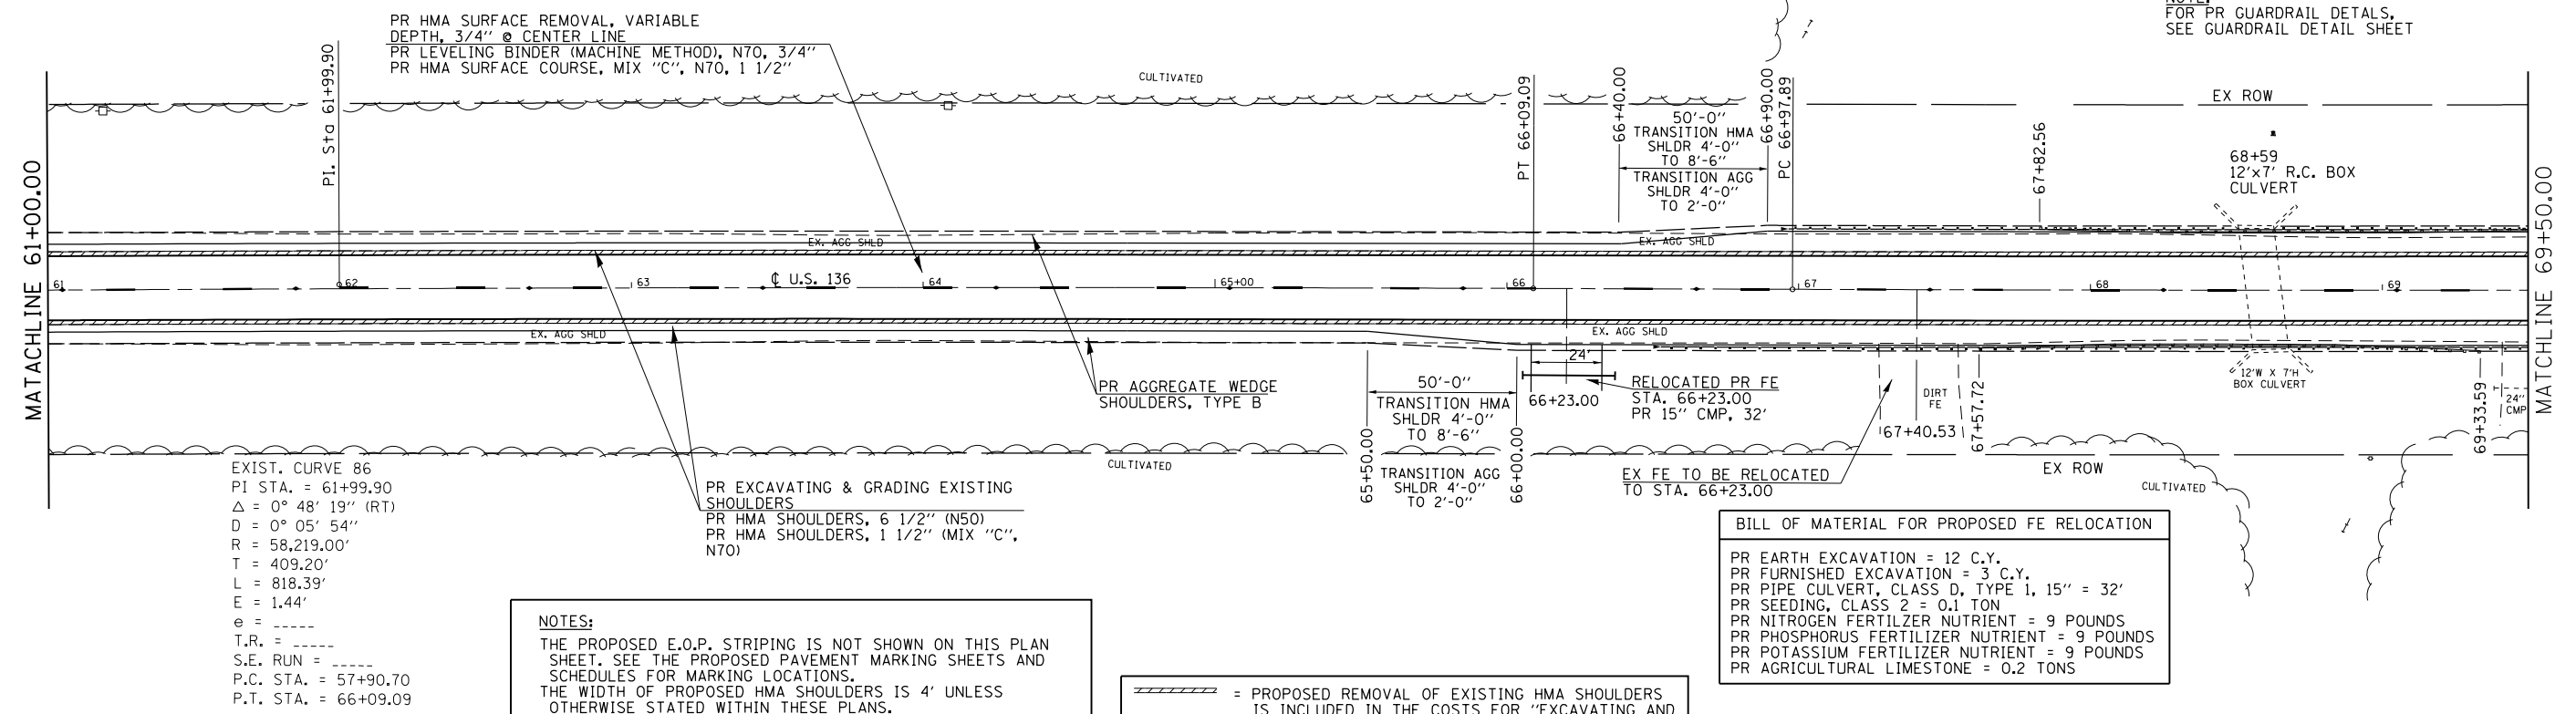 PR HMA SURFACE REMOVAL, VARIABLE
DEPTH, 3/4" @ CENTER LINE
PR LEVELING BINDER (MACHINE METHOD), N70, 3/4"
PR HMA SURFACE COURSE, MIX "C", N70, 1 1/2"
NOTE:
FOR PR GUARDRAIL DETALS,
SEE GUARDRAIL DETAIL SHEET
MATACHLINE 61+00.00
PI. Sta 61+99.90
CULTIVATED
PT 66+09.09
66+40.00
50'-0"
TRANSITION HMA
SHLDR 4'-0"
TO 8'-6"
TRANSITION AGG
SHLDR 4'-0"
TO 2'-0"
66+90.00
PC 66+97.89
EX ROW
67+82.56
68+59
12'x7' R.C. BOX
CULVERT
MATCHLINE 69+50.00
EX. AGG SHLD
EX. AGG SHLD
61
62
63
℄ U.S. 136
64
65+00
66
67
68
69
EX. AGG SHLD
EX. AGG SHLD
PR AGGREGATE WEDGE
SHOULDERS, TYPE B
65+50.00
50'-0"
TRANSITION HMA
SHLDR 4'-0"
TO 8'-6"
TRANSITION AGG
SHLDR 4'-0"
TO 2'-0"
66+00.00
24'
66+23.00
RELOCATED PR FE
STA. 66+23.00
PR 15" CMP, 32'
DIRT
FE
67+40.53
67+57.72
12'W X 7'H
BOX CULVERT
69+33.59
24"
CMP
CULTIVATED
EX FE TO BE RELOCATED
TO STA. 66+23.00
EX ROW
CULTIVATED
EXIST. CURVE 86
PI STA. = 61+99.90
Δ = 0° 48' 19" (RT)
D = 0° 05' 54"
R = 58,219.00'
T = 409.20'
L = 818.39'
E = 1.44'
e = _____
T.R. = _____
S.E. RUN = _____
P.C. STA. = 57+90.70
P.T. STA. = 66+09.09
PR EXCAVATING & GRADING EXISTING
SHOULDERS
PR HMA SHOULDERS, 6 1/2" (N50)
PR HMA SHOULDERS, 1 1/2" (MIX "C",
N70)
NOTES:
THE PROPOSED E.O.P. STRIPING IS NOT SHOWN ON THIS PLAN
SHEET. SEE THE PROPOSED PAVEMENT MARKING SHEETS AND
SCHEDULES FOR MARKING LOCATIONS.
THE WIDTH OF PROPOSED HMA SHOULDERS IS 4' UNLESS
OTHERWISE STATED WITHIN THESE PLANS.
= PROPOSED REMOVAL OF EXISTING HMA SHOULDERS
IS INCLUDED IN THE COSTS FOR "EXCAVATING AND
BILL OF MATERIAL FOR PROPOSED FE RELOCATION
PR EARTH EXCAVATION = 12 C.Y.
PR FURNISHED EXCAVATION = 3 C.Y.
PR PIPE CULVERT, CLASS D, TYPE 1, 15" = 32'
PR SEEDING, CLASS 2 = 0.1 TON
PR NITROGEN FERTILZER NUTRIENT = 9 POUNDS
PR PHOSPHORUS FERTILIZER NUTRIENT = 9 POUNDS
PR POTASSIUM FERTILIZER NUTRIENT = 9 POUNDS
PR AGRICULTURAL LIMESTONE = 0.2 TONS